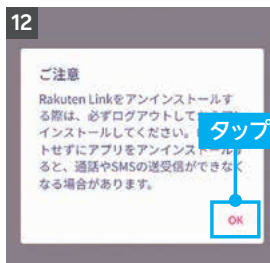 12
ご注意
Rakuten Linkをアンインストールす
る際は、必ずログアウトして
インストールしてください。
トせずにアプリをアンインストール
ると、通話やSMSの送受信ができなく
なる場合があります。
タップ
OK